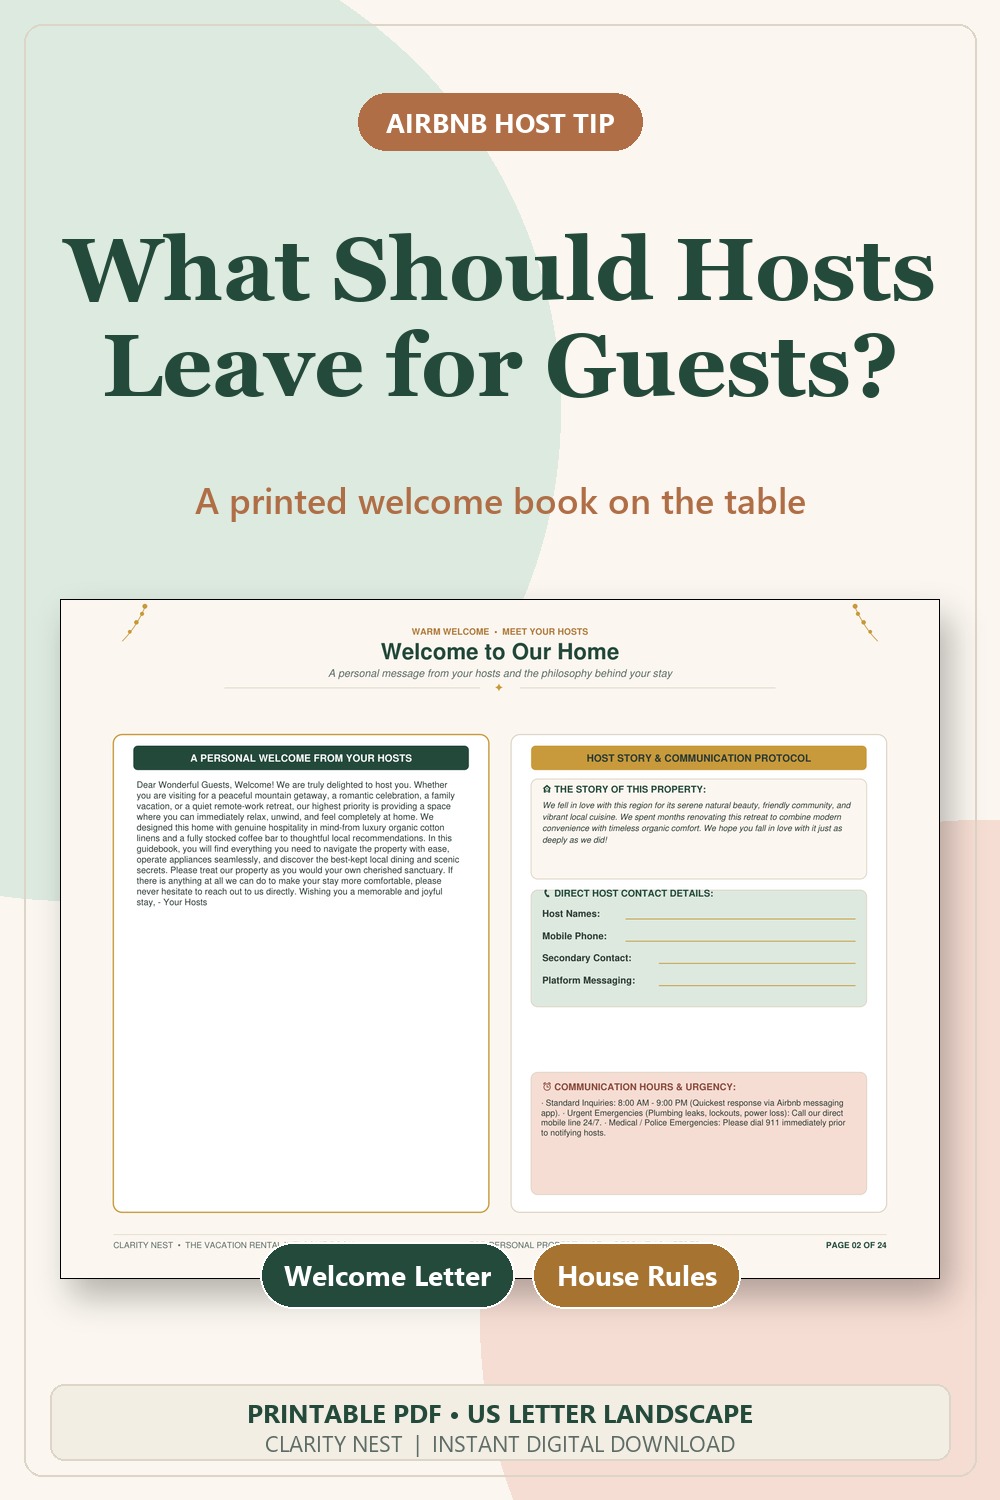 AIRBNB HOST TIP
What Should Hosts
Leave for Guests?
A printed welcome book on the table
WARM WELCOME • MEET YOUR HOSTS
Welcome to Our Home
A personal message from your hosts and the philosophy behind your stay
A PERSONAL WELCOME FROM YOUR HOSTS
Dear Wonderful Guests, Welcome! We are truly delighted to host you. Whether
you are visiting for a peaceful mountain getaway, a romantic celebration, a family
vacation, or a quiet remote-work retreat, our highest priority is providing a space
where you can immediately relax, unwind, and feel completely at home. We
designed this home with genuine hospitality in mind-from luxury organic cotton
linens and a fully stocked coffee bar to thoughtful local recommendations. In this
guidebook, you will find everything you need to navigate the property with ease,
operate appliances seamlessly, and discover the best-kept local dining and scenic
secrets. Please treat our property as you would your own cherished sanctuary. If
there is anything at all we can do to make your stay more comfortable, please
never hesitate to reach out to us directly. Wishing you a memorable and joyful
stay, - Your Hosts
HOST STORY & COMMUNICATION PROTOCOL
THE STORY OF THIS PROPERTY:
We fell in love with this region for its serene natural beauty, friendly community, and
vibrant local cuisine. We spent months renovating this retreat to combine modern
convenience with timeless organic comfort. We hope you fall in love with it just as
deeply as we did!
DIRECT HOST CONTACT DETAILS:
Host Names:
Mobile Phone:
Secondary Contact:
Platform Messaging:
COMMUNICATION HOURS & URGENCY:
· Standard Inquiries: 8:00 AM - 9:00 PM (Quickest response via Airbnb messaging
app). · Urgent Emergencies (Plumbing leaks, lockouts, power loss): Call our direct
mobile line 24/7. · Medical / Police Emergencies: Please dial 911 immediately prior
to notifying hosts.
CLARITY NEST • THE VACATION RENTAL
PERSONAL
PAGE 02 OF 24
Welcome Letter
House Rules
PRINTABLE PDF • US LETTER LANDSCAPE
CLARITY NEST | INSTANT DIGITAL DOWNLOAD